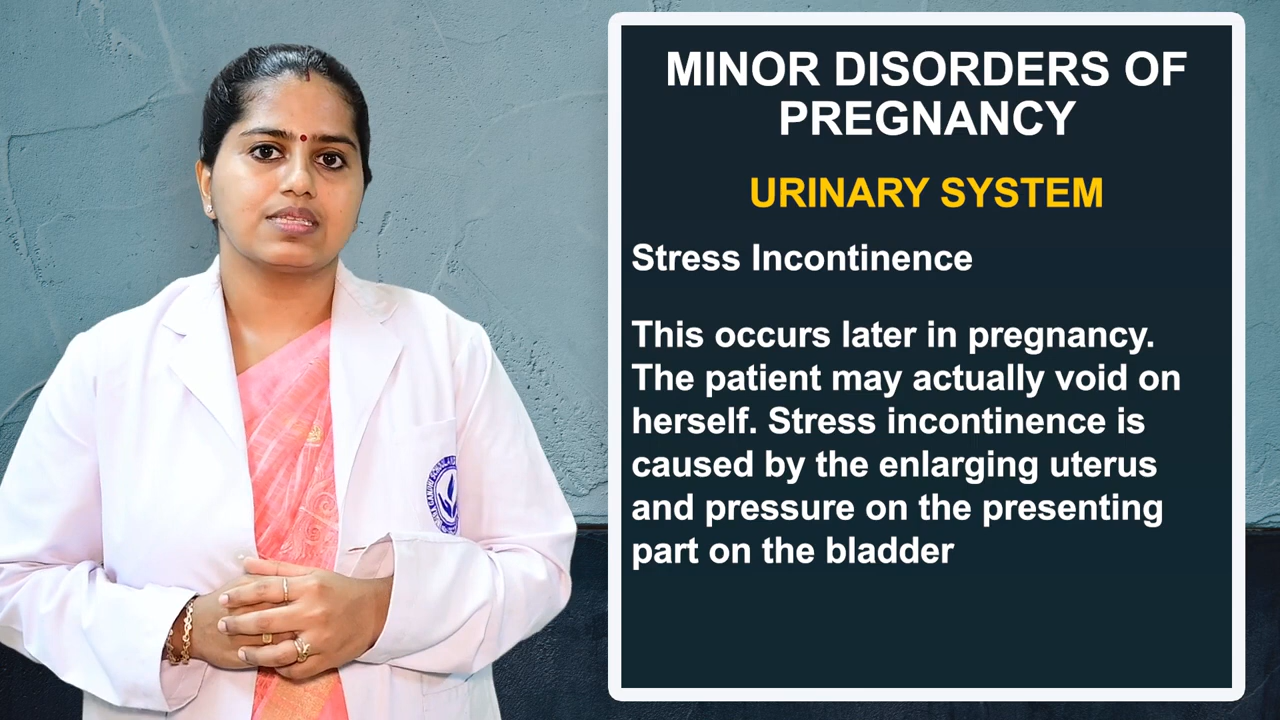 MINOR DISORDERS OF
PREGNANCY
URINARY SYSTEM
Stress Incontinence
This occurs later in pregnancy.
The patient may actually void on
herself. Stress incontinence is
caused by the enlarging uterus
and pressure on the presenting
part on the bladder